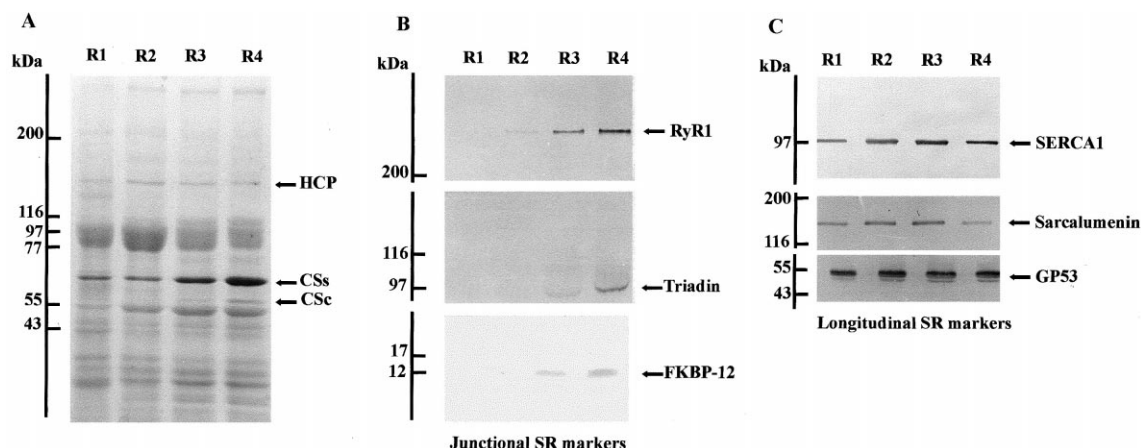 A
kDa
R1 R2 R3 R4
200
116
97
77
55
43
HCP
CSs
CSc
B
kDa
R1 R2 R3 R4
200
RyR1
116
97
Triadin
17
12
FKBP-12
Junctional SR markers
C
kDa
R1 R2 R3 R4
97
SERCA1
200
116
Sarcalumenin
55
43
GP53
Longitudinal SR markers